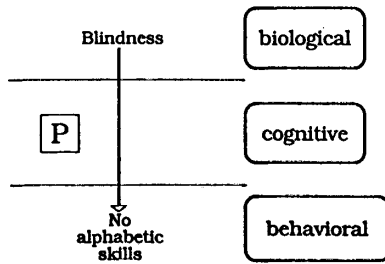 Blindness
biological
P
cognitive
No
alphabetic
skills
behavioral